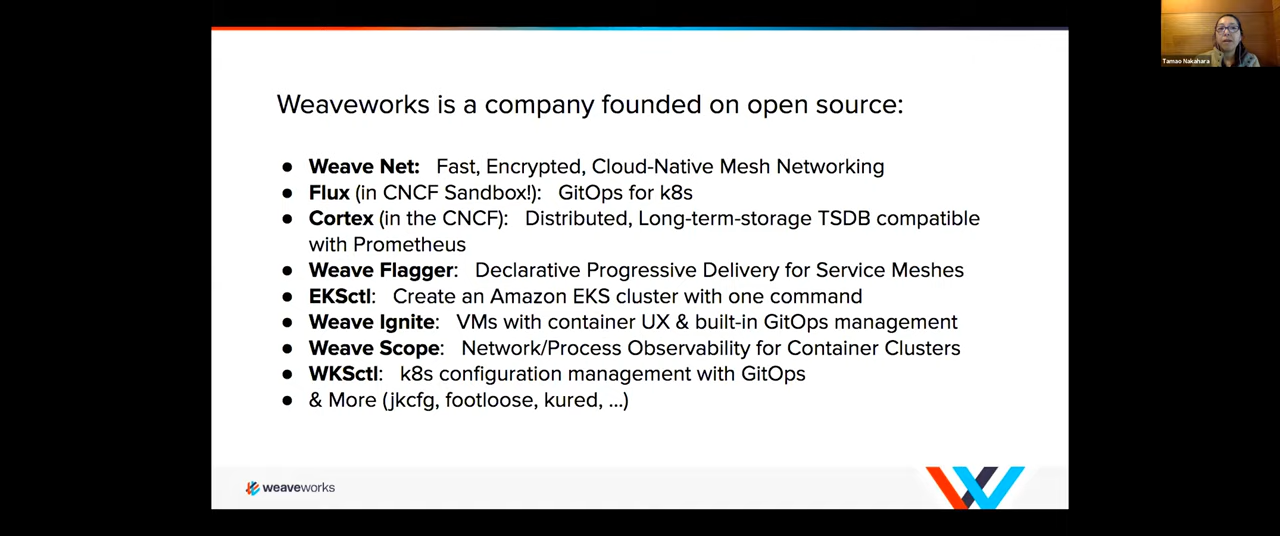 Tamao Nakahara
Weaveworks is a company founded on open source:
● Weave Net: Fast, Encrypted, Cloud-Native Mesh Networking
● Flux (in CNCF Sandbox!): GitOps for k8s
● Cortex (in the CNCF): Distributed, Long-term-storage TSDB compatible
with Prometheus
● Weave Flagger: Declarative Progressive Delivery for Service Meshes
● EKSctl: Create an Amazon EKS cluster with one command
● Weave Ignite: VMs with container UX & built-in GitOps management
● Weave Scope: Network/Process Observability for Container Clusters
● WKSctl: k8s configuration management with GitOps
● & More (jkcfg, footloose, kured, ...)
weaveworks